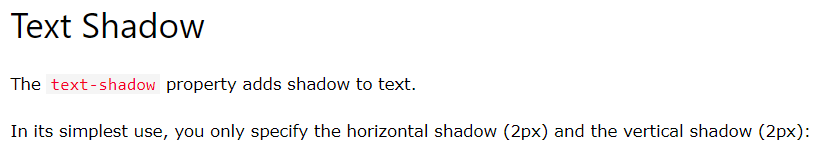 Text Shadow
The text-shadow property adds shadow to text.
In its simplest use, you only specify the horizontal shadow (2px) and the vertical shadow (2px):